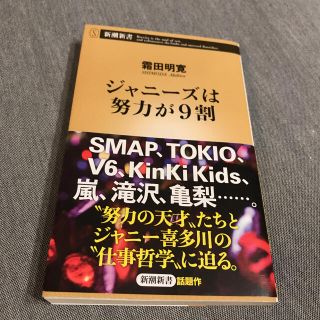 S 新潮新書
霜田明寛
SHIMODA Akihiro
ジャニーズは
努力が9割
SMAP、TOKIO、
V6、KinKi Kids、
嵐、滝沢、亀梨……。
〝努力の天才〟たちと
ジャニー喜多川の
〝仕事哲学〟に迫る。
新潮新書 話題作